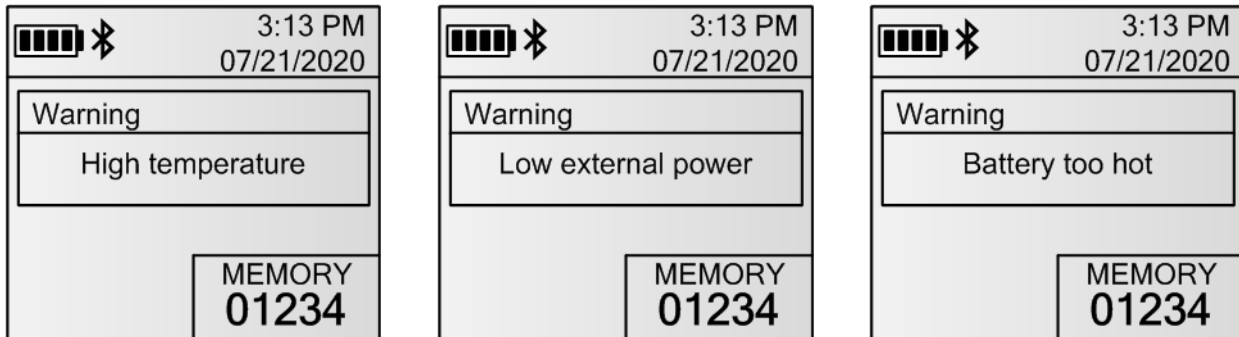 3:13 PM
07/21/2020
Warning
High temperature
MEMORY
01234
3:13 PM
07/21/2020
Warning
Low external power
MEMORY
01234
3:13 PM
07/21/2020
Warning
Battery too hot
MEMORY
01234